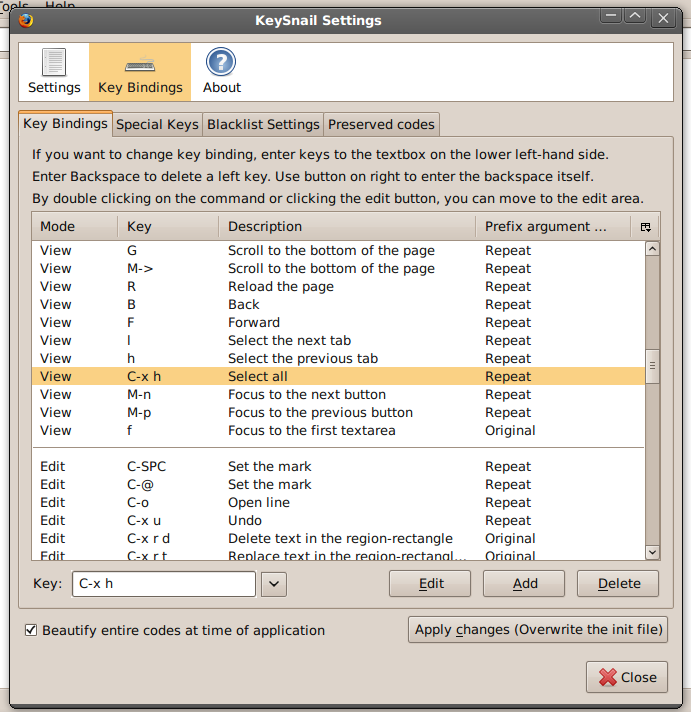 Tools Help
KeySnail Settings
Settings Key Bindings About
Key Bindings Special Keys Blacklist Settings Preserved codes
If you want to change key binding, enter keys to the textbox on the lower left-hand side.
Enter Backspace to delete a left key. Use button on right to enter the backspace itself.
By double clicking on the command or clicking the edit button, you can move to the edit area.
Mode Key Description Prefix argument ...
View G Scroll to the bottom of the page Repeat
View M-> Scroll to the bottom of the page Repeat
View R Reload the page Repeat
View B Back Repeat
View F Forward Repeat
View l Select the next tab Repeat
View h Select the previous tab Repeat
View C-x h Select all Repeat
View M-n Focus to the next button Repeat
View M-p Focus to the previous button Repeat
View f Focus to the first textarea Original
Edit C-SPC Set the mark Repeat
Edit C-@ Set the mark Repeat
Edit C-o Open line Repeat
Edit C-x u Undo Repeat
Edit C-x r d Delete text in the region-rectangle Original
Edit C-x r t Replace text in the region-rectangl... Original
Key: C-x h Edit Add Delete
Beautify entire codes at time of application Apply changes (Overwrite the init file)
Close